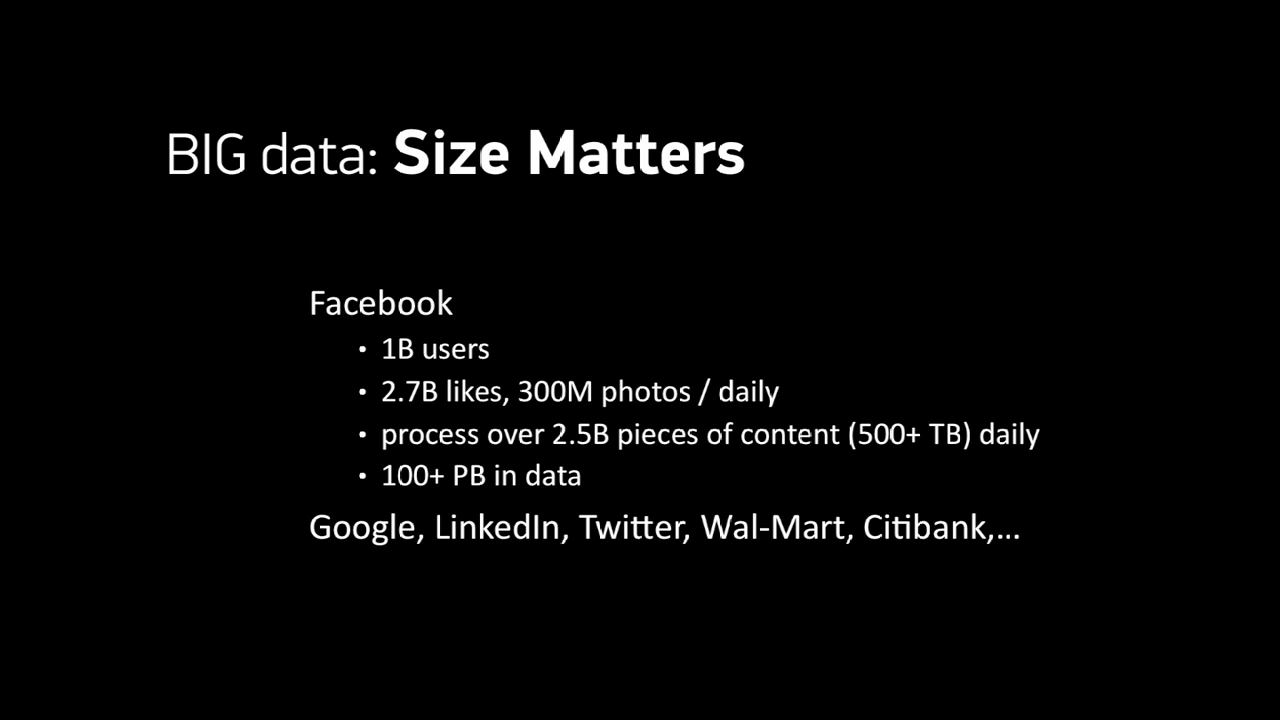 BIG data: Size Matters
Facebook
• 1B users
• 2.7B likes, 300M photos / daily
• process over 2.5B pieces of content (500+ TB) daily
• 100+ PB in data
Google, LinkedIn, Twitter, Wal-Mart, Citibank,...